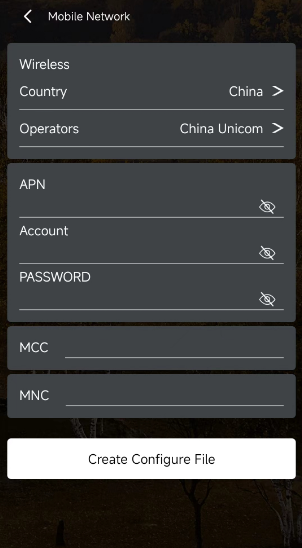 Mobile Network
Wireless
Country China >
Operators China Unicom >
APN
Account
PASSWORD
MCC
MNC
Create Configure File